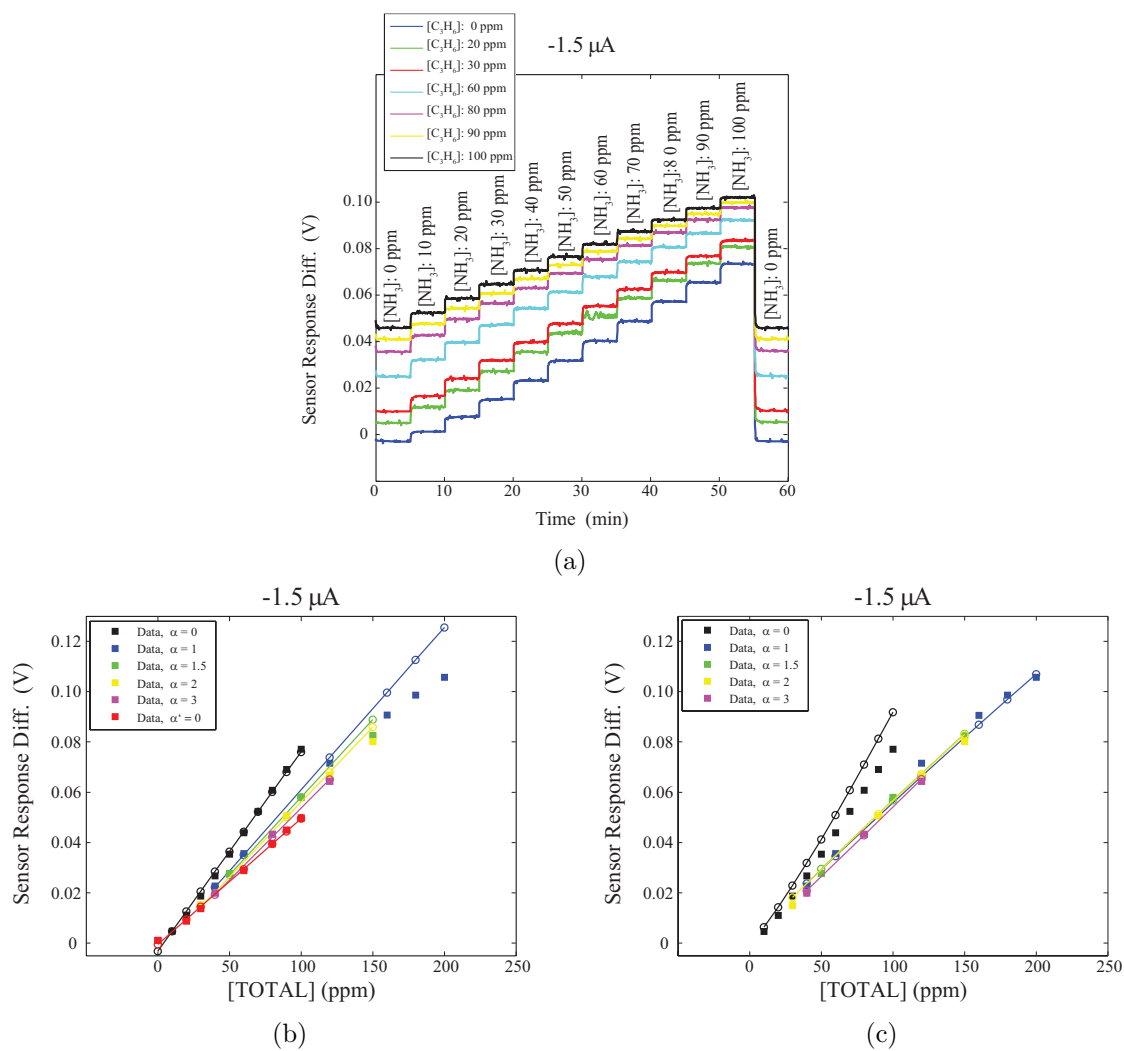 -1.5 μA
[C₃H₆]: 0 ppm
[C₃H₆]: 20 ppm
[C₃H₆]: 30 ppm
[C₃H₆]: 60 ppm
[C₃H₆]: 80 ppm
[C₃H₆]: 90 ppm
[C₃H₆]: 100 ppm
[NH₃]: 0 ppm
[NH₃]: 10 ppm
[NH₃]: 20 ppm
[NH₃]: 30 ppm
[NH₃]: 40 ppm
[NH₃]: 50 ppm
[NH₃]: 60 ppm
[NH₃]: 70 ppm
[NH₃]:8 0 ppm
[NH₃]: 90 ppm
[NH₃]: 100 ppm
[NH₃]: 0 ppm
Sensor Response Diff. (V)
0.10
0.08
0.06
0.04
0.02
0
0 10 20 30 40 50 60
Time (min)
(a)
-1.5 μA
Data, α = 0
Data, α = 1
Data, α = 1.5
Data, α = 2
Data, α = 3
Data, α‘ = 0
Sensor Response Diff. (V)
0.12
0.10
0.08
0.06
0.04
0.02
0
0 50 100 150 200 250
[TOTAL] (ppm)
(b)
-1.5 μA
Data, α = 0
Data, α = 1
Data, α = 1.5
Data, α = 2
Data, α = 3
Sensor Response Diff. (V)
0.12
0.10
0.08
0.06
0.04
0.02
0
0 50 100 150 200 250
[TOTAL] (ppm)
(c)